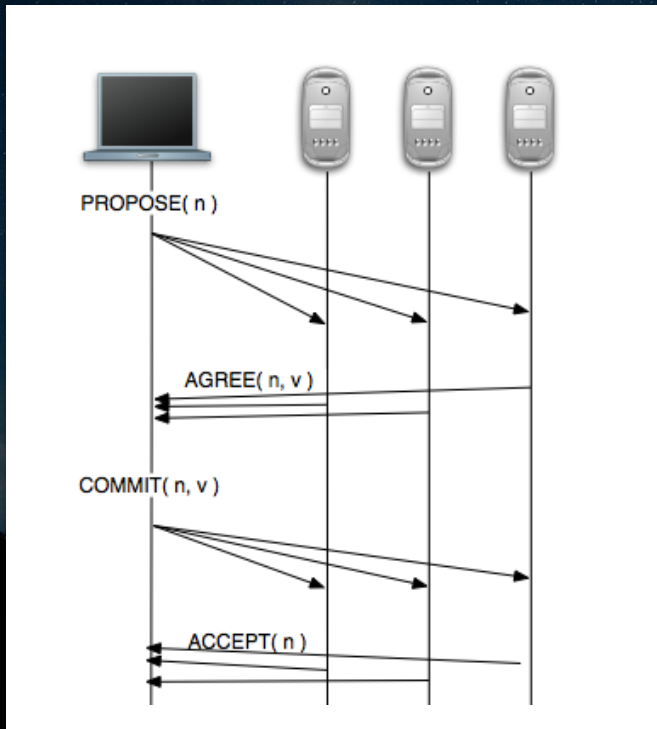 PROPOSE( n )
AGREE( n, v )
COMMIT( n, v )
ACCEPT( n )